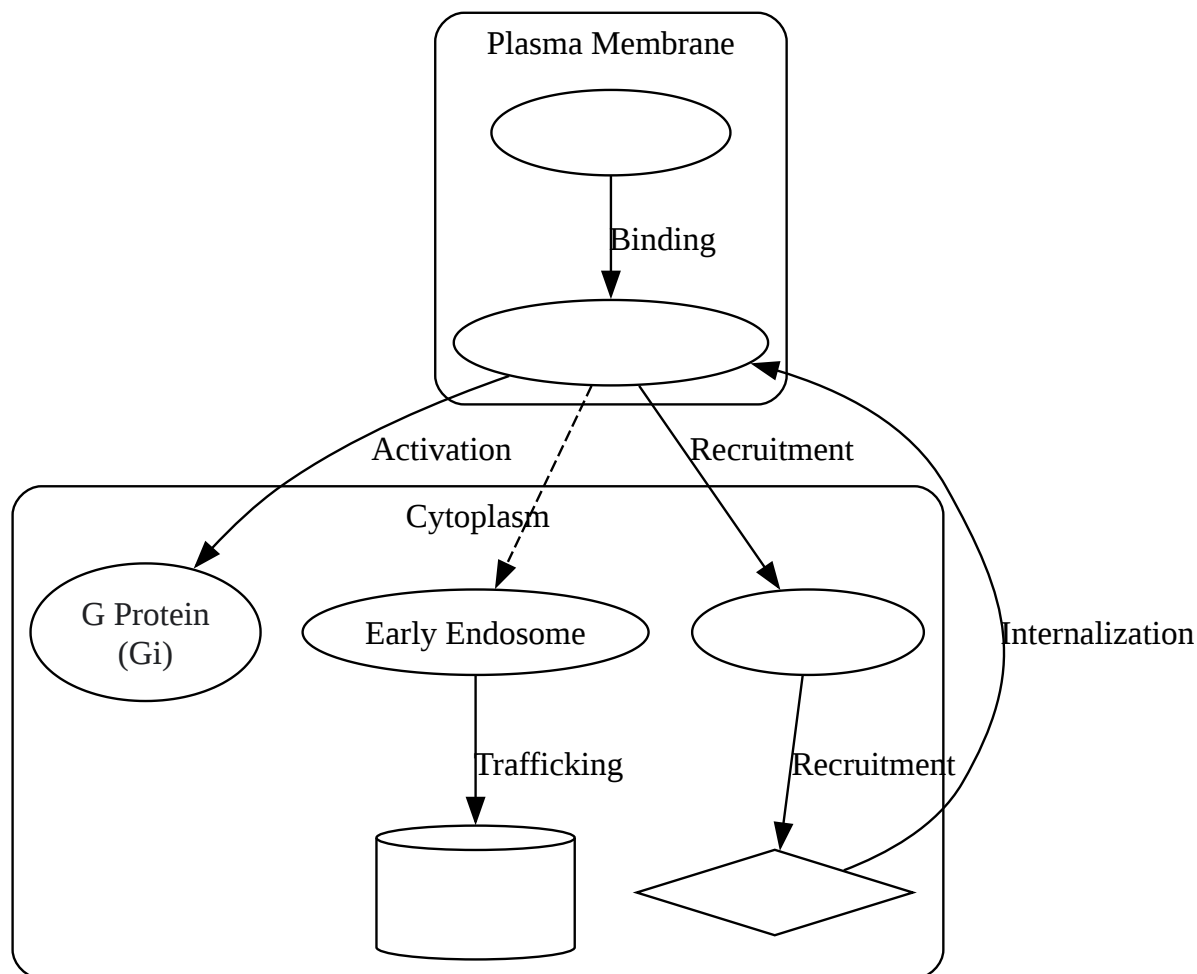 Plasma Membrane
Binding
Activation
Recruitment
Cytoplasm
G Protein
(Gi)
Early Endosome
Internalization
Trafficking
Recruitment